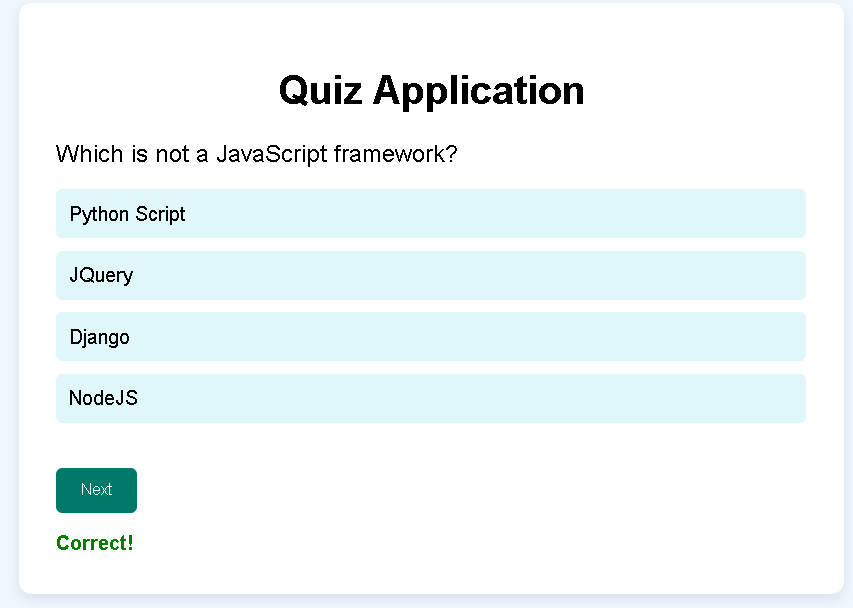 Quiz Application
Which is not a JavaScript framework?
Python Script
JQuery
Django
NodeJS
Next
Correct!